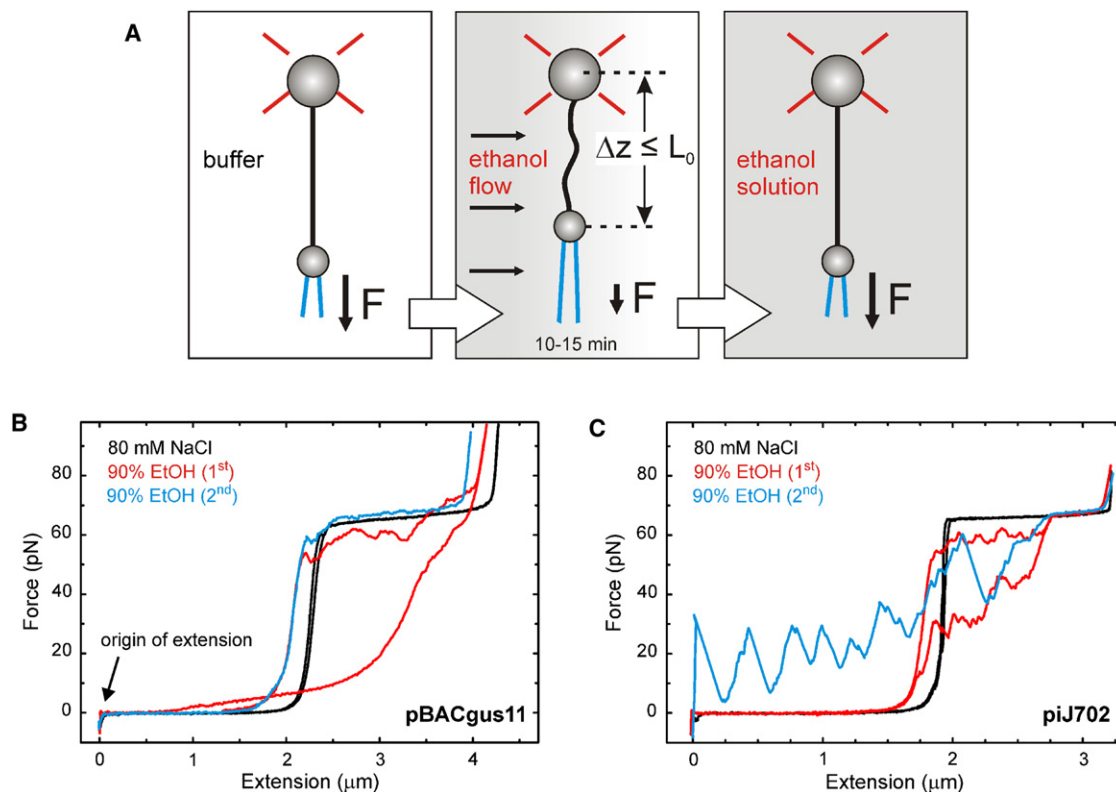 A
buffer
F
ethanol
flow
Δz ≤ L₀
F
10-15 min
ethanol
solution
F
B
80 mM NaCl
90% EtOH (1ˢᵗ)
90% EtOH (2ⁿᵈ)
origin of extension
pBACgus11
Force (pN)
80
60
40
20
0
0 1 2 3 4
Extension (μm)
C
80 mM NaCl
90% EtOH (1ˢᵗ)
90% EtOH (2ⁿᵈ)
piJ702
Force (pN)
80
60
40
20
0
0 1 2 3
Extension (μm)